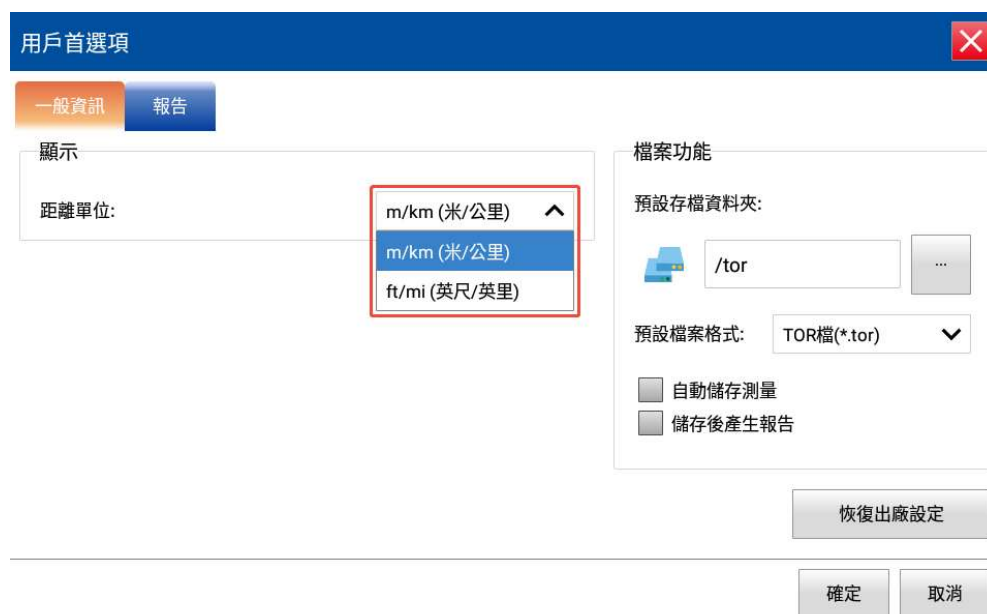 用戶首選項
一般資訊
報告
顯示
距離單位:
m/km (米/公里)
m/km (米/公里)
ft/mi (英尺/英里)
檔案功能
預設存檔資料夾:
/tor
...
預設檔案格式:
TOR檔(*.tor)
自動儲存測量
儲存後產生報告
恢復出廠設定
確定
取消